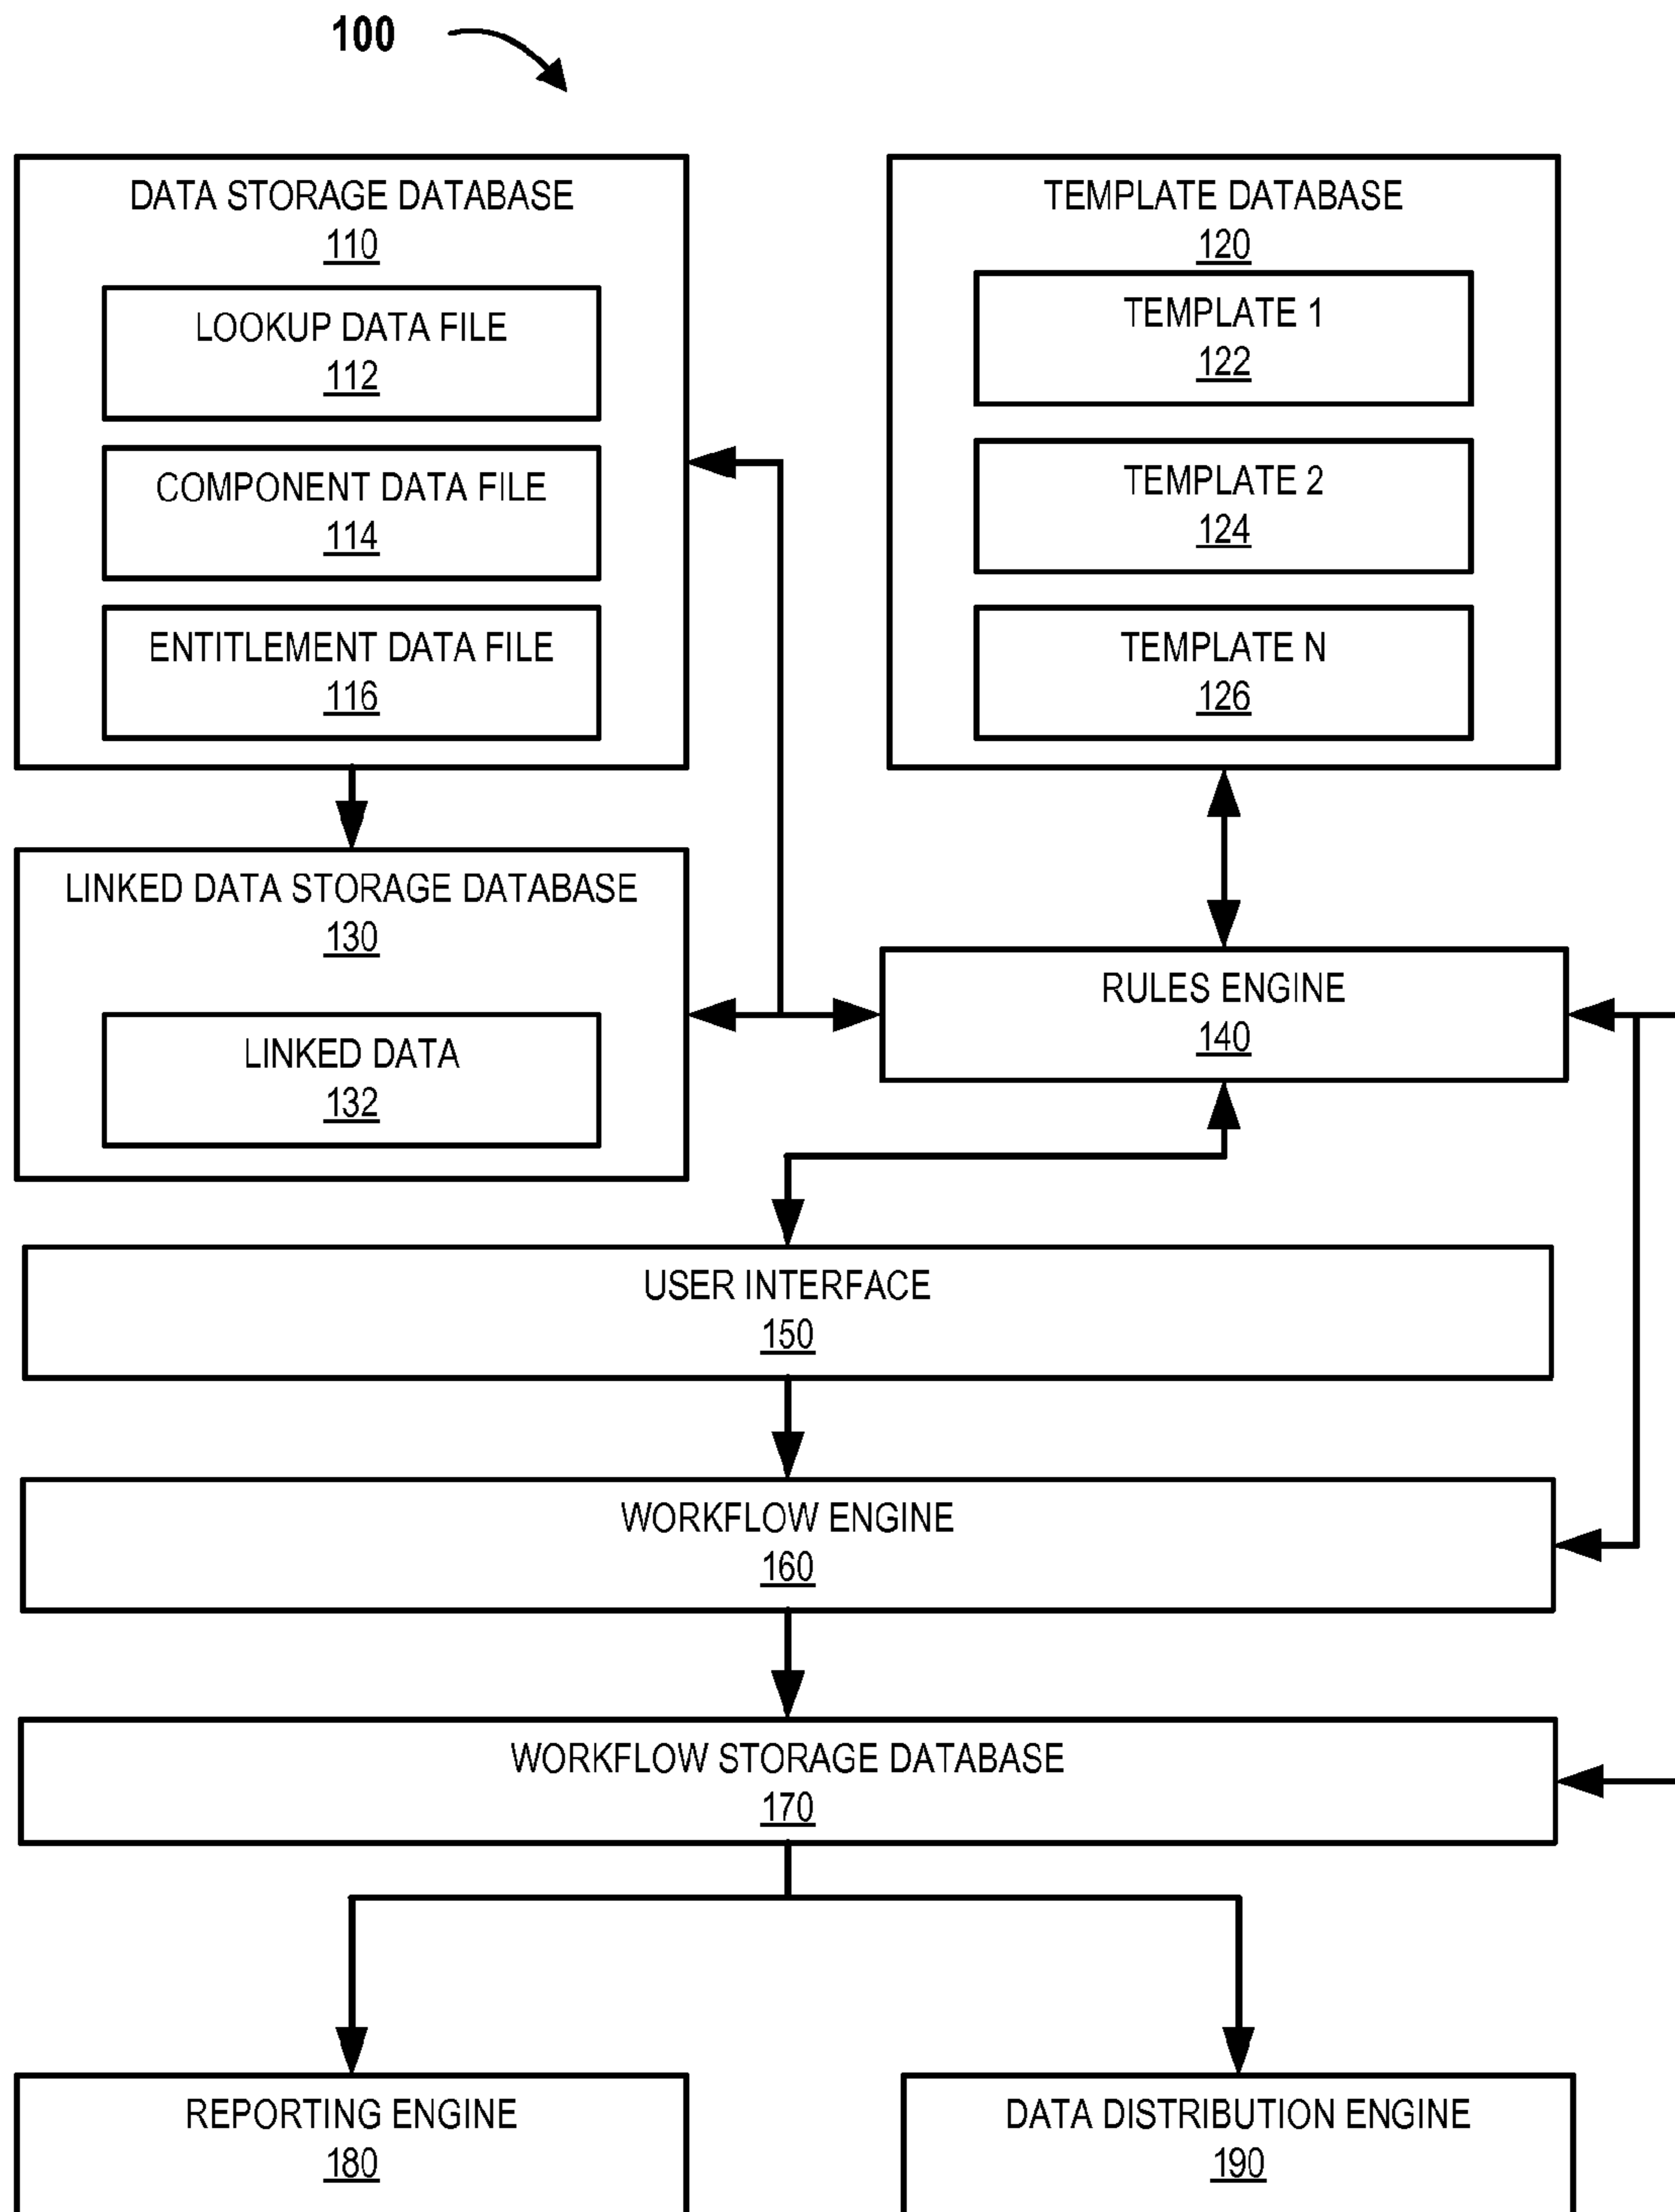 100
DATA STORAGE DATABASE
110
LOOKUP DATA FILE
112
COMPONENT DATA FILE
114
ENTITLEMENT DATA FILE
116
TEMPLATE DATABASE
120
TEMPLATE 1
122
TEMPLATE 2
124
TEMPLATE N
126
LINKED DATA STORAGE DATABASE
130
LINKED DATA
132
RULES ENGINE
140
USER INTERFACE
150
WORKFLOW ENGINE
160
WORKFLOW STORAGE DATABASE
170
REPORTING ENGINE
180
DATA DISTRIBUTION ENGINE
190